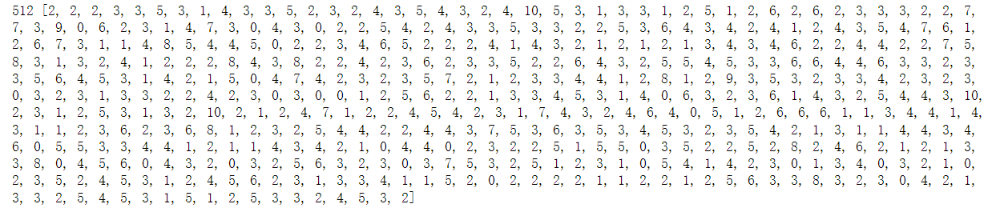 512 [2, 2, 2, 3, 3, 5, 3, 1, 4, 3, 3, 5, 2, 3, 2, 4, 3, 5, 4, 3, 2, 4, 10, 5, 3, 1, 3, 3, 1, 2, 5, 1, 2, 6, 2, 6, 2, 3, 3, 3, 2, 2, 7,
7, 3, 9, 0, 6, 2, 3, 1, 4, 7, 3, 0, 4, 3, 0, 2, 2, 5, 4, 2, 4, 3, 3, 5, 3, 3, 2, 2, 5, 3, 6, 4, 3, 4, 2, 4, 1, 2, 4, 3, 5, 4, 7, 6, 1,
2, 6, 7, 3, 1, 1, 4, 8, 5, 4, 4, 5, 0, 2, 2, 3, 4, 6, 5, 2, 2, 2, 4, 1, 4, 3, 2, 1, 2, 1, 2, 1, 3, 4, 3, 4, 6, 2, 2, 4, 4, 2, 2, 7, 5,
8, 3, 1, 3, 2, 4, 1, 2, 2, 2, 8, 4, 3, 8, 2, 2, 4, 2, 3, 6, 2, 3, 3, 5, 2, 2, 6, 4, 3, 2, 5, 5, 4, 5, 3, 3, 6, 6, 4, 4, 6, 3, 3, 2, 3,
3, 5, 6, 4, 5, 3, 1, 4, 2, 1, 5, 0, 4, 7, 4, 2, 3, 2, 3, 5, 7, 2, 1, 2, 3, 3, 4, 4, 1, 2, 8, 1, 2, 9, 3, 5, 3, 2, 3, 3, 4, 2, 3, 2, 3,
0, 3, 2, 3, 1, 3, 3, 2, 2, 4, 2, 3, 0, 3, 0, 0, 1, 2, 5, 6, 2, 2, 1, 3, 3, 4, 5, 3, 1, 4, 0, 6, 3, 2, 3, 6, 1, 4, 3, 2, 5, 4, 4, 3, 10,
2, 3, 1, 2, 5, 3, 1, 3, 2, 10, 2, 1, 2, 4, 7, 1, 2, 2, 4, 5, 4, 2, 3, 1, 7, 4, 3, 2, 4, 6, 4, 0, 5, 1, 2, 6, 6, 6, 1, 1, 3, 4, 4, 1, 4,
3, 1, 1, 2, 3, 6, 2, 3, 6, 8, 1, 2, 3, 2, 5, 4, 4, 2, 2, 4, 4, 3, 7, 5, 3, 6, 3, 5, 3, 4, 5, 3, 2, 3, 5, 4, 2, 1, 3, 1, 1, 4, 4, 3, 4,
6, 0, 5, 5, 3, 3, 4, 4, 1, 2, 1, 1, 4, 3, 4, 2, 1, 0, 4, 4, 0, 2, 3, 2, 2, 5, 1, 5, 5, 0, 3, 5, 2, 2, 5, 2, 8, 2, 4, 6, 2, 1, 2, 1, 3,
3, 8, 0, 4, 5, 6, 0, 4, 3, 2, 0, 3, 2, 5, 6, 3, 2, 3, 0, 3, 7, 5, 3, 2, 5, 1, 2, 3, 1, 0, 5, 4, 1, 4, 2, 3, 0, 1, 3, 4, 0, 3, 2, 1, 0,
2, 3, 5, 2, 4, 5, 3, 1, 2, 4, 5, 6, 2, 3, 1, 3, 3, 4, 1, 1, 5, 2, 0, 2, 2, 2, 2, 1, 1, 2, 2, 1, 2, 5, 6, 3, 3, 8, 3, 2, 3, 0, 4, 2, 1,
3, 3, 2, 5, 4, 5, 3, 1, 5, 1, 2, 5, 3, 3, 2, 4, 5, 3, 2]